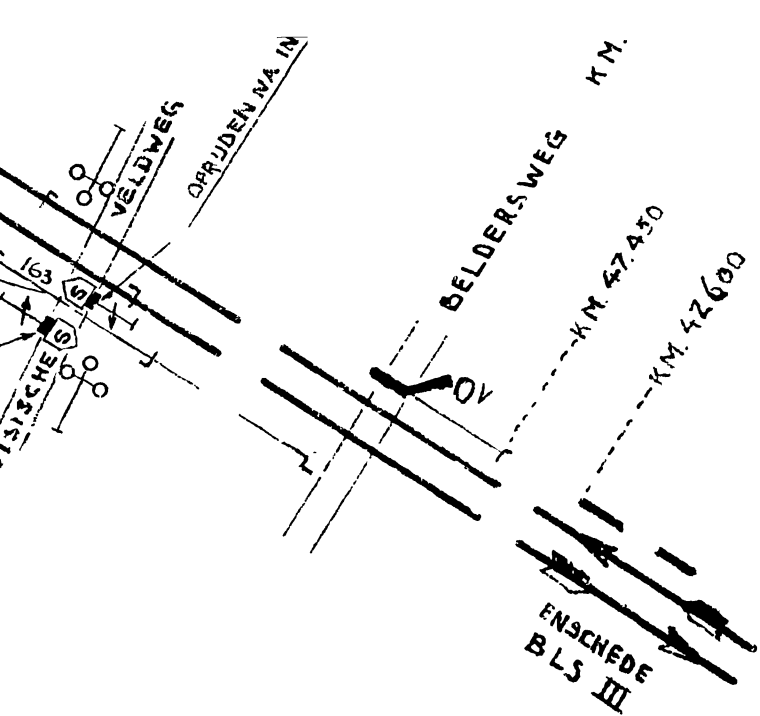 KM.
OPRIJDEN NA IN
VELDWEG
BELDERSWEG
KM. 47.450
KM. 42600
163
S
S
OV
ENSCHEDE
BLS III